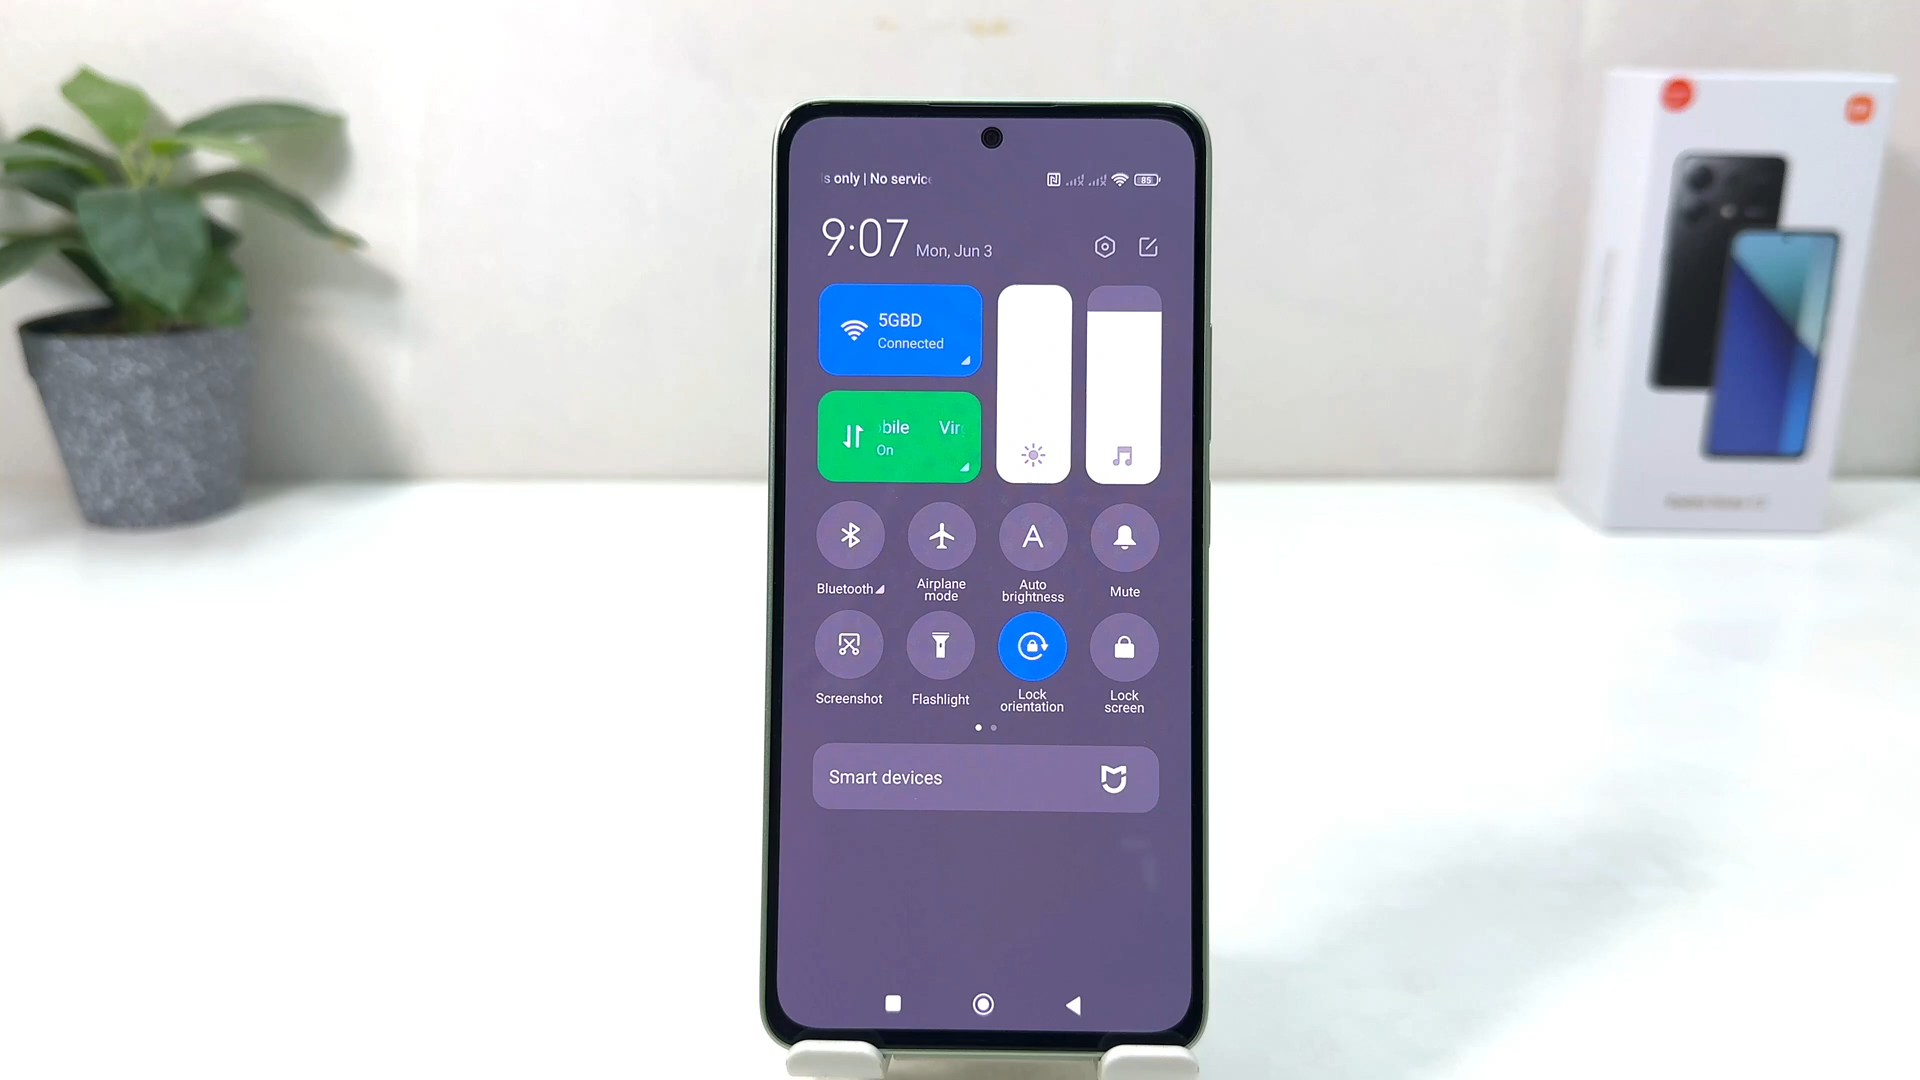 s only | No servic
85
9:07 Mon, Jun 3
5GBD
Connected
bile Vir
On
A
Bluetooth
Airplane
mode
Auto
brightness
Mute
Screenshot
Flashlight
Lock
orientation
Lock
screen
Smart devices